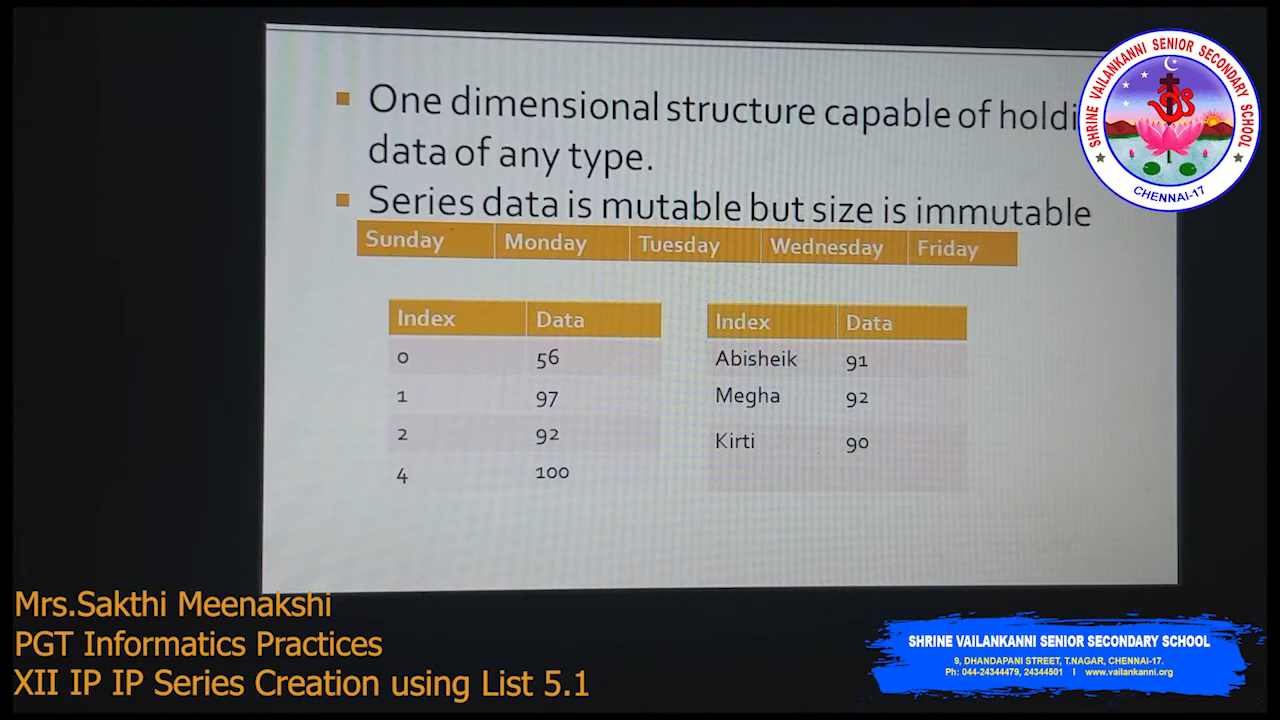 One dimensional structure capable of holdi
data of any type.
Series data is mutable but size is immutable
Sunday Monday Tuesday Wednesday Friday
Index Data
0 56
1 97
2 92
4 100
Index Data
Abisheik 91
Megha 92
Kirti 90
SHRINE VAILANKANNI SENIOR SECONDARY SCHOOL
CHENNAI-17
Mrs.Sakthi Meenakshi
PGT Informatics Practices
XII IP IP Series Creation using List 5.1
SHRINE VAILANKANNI SENIOR SECONDARY SCHOOL
9, DHANDAPANI STREET, T.NAGAR, CHENNAI-17.
Ph: 044-24344479, 24344501 I www.vailankanni.org